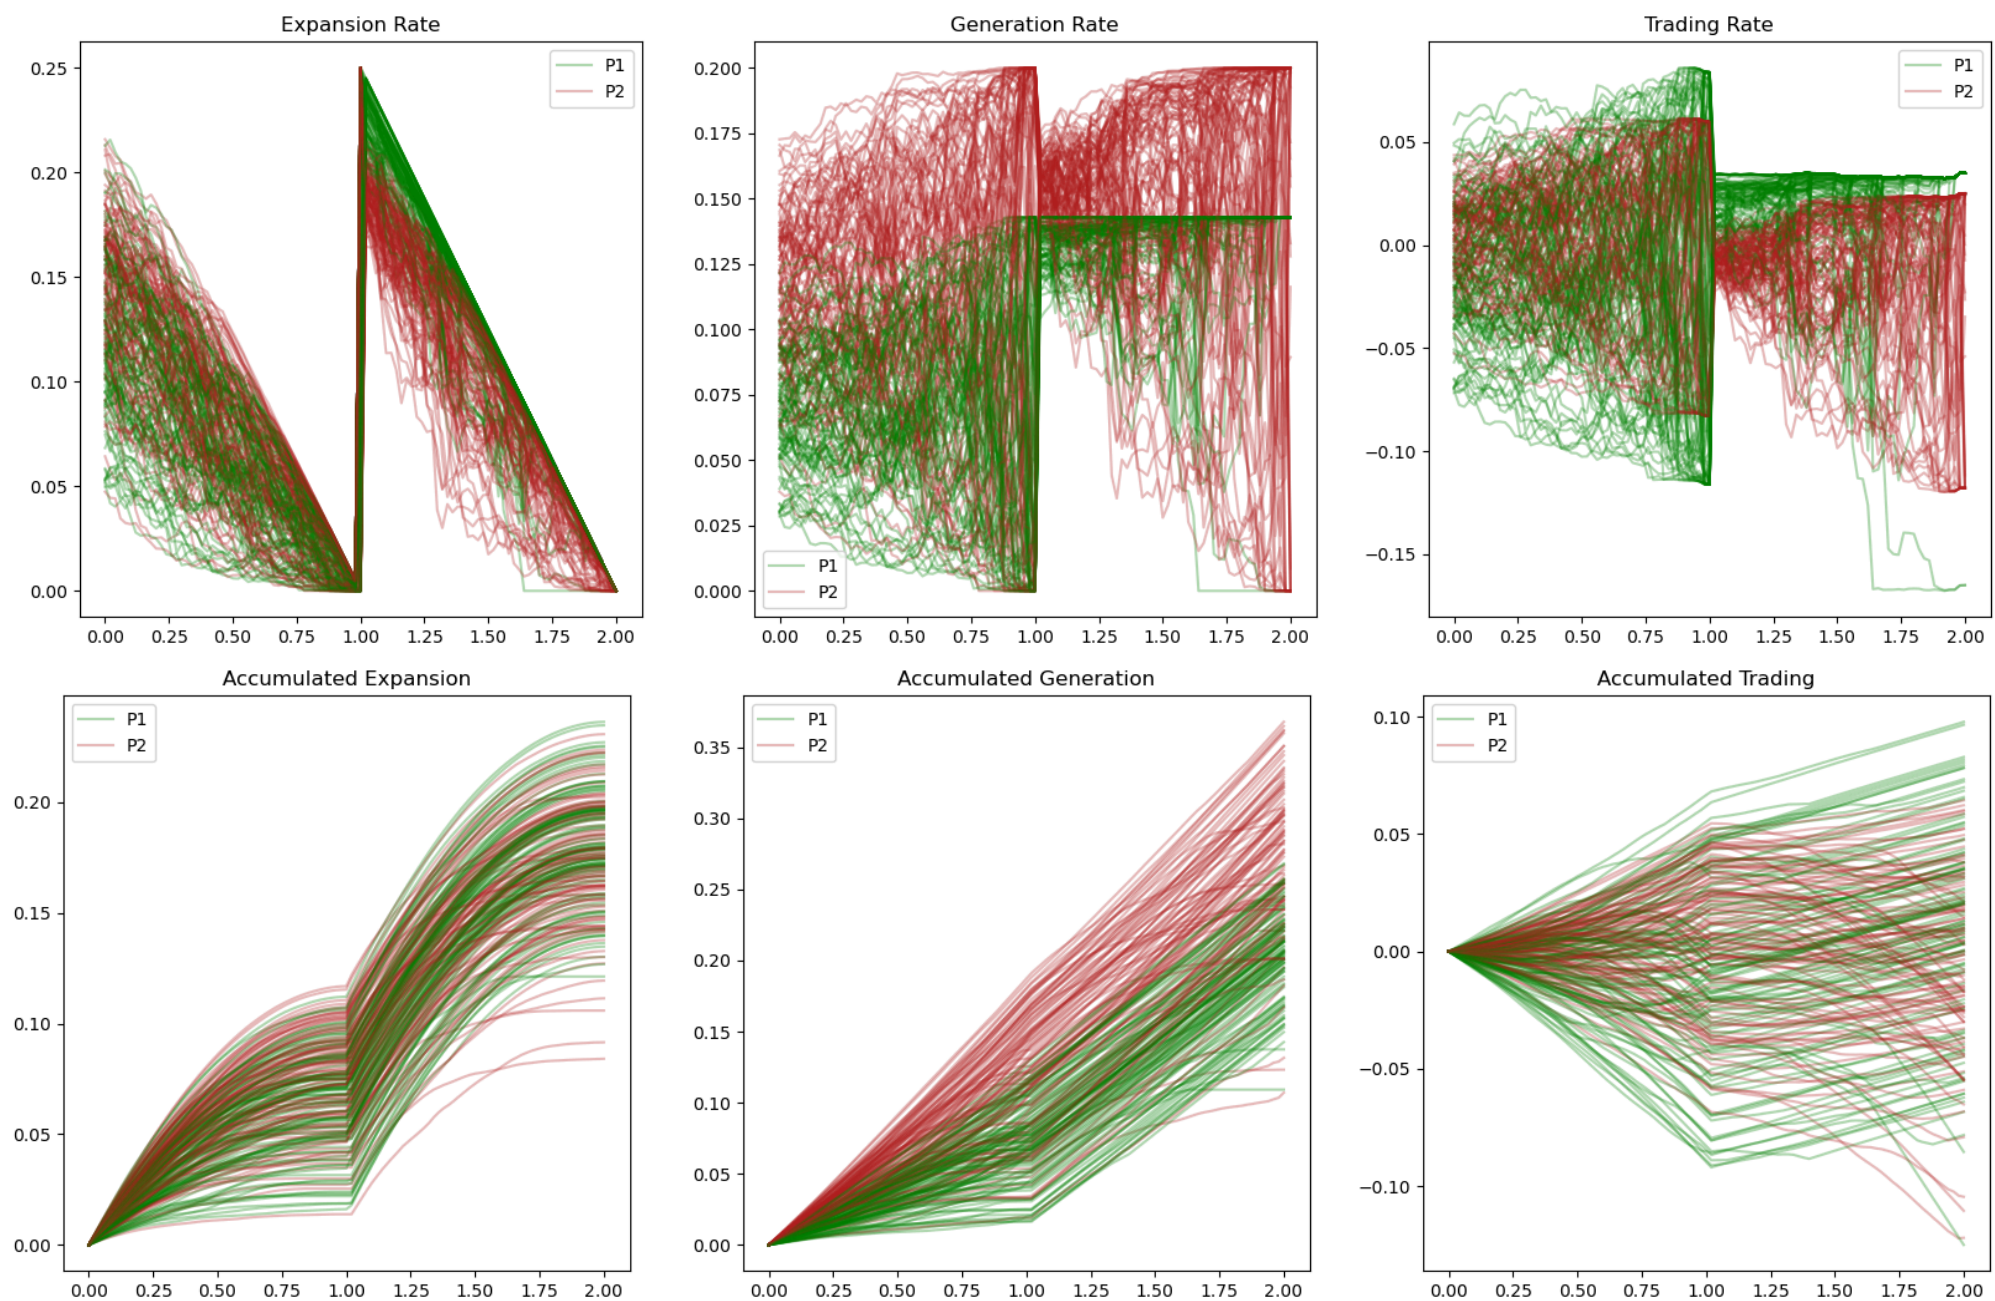 Expansion Rate
0.25
0.20
0.15
0.10
0.05
0.00
P1
P2
0.00 0.25 0.50 0.75 1.00 1.25 1.50 1.75 2.00
Generation Rate
0.200
0.175
0.150
0.125
0.100
0.075
0.050
0.025
0.000
P1
P2
0.00 0.25 0.50 0.75 1.00 1.25 1.50 1.75 2.00
Trading Rate
0.05
0.00
−0.05
−0.10
−0.15
P1
P2
0.00 0.25 0.50 0.75 1.00 1.25 1.50 1.75 2.00
Accumulated Expansion
P1
P2
0.20
0.15
0.10
0.05
0.00
0.00 0.25 0.50 0.75 1.00 1.25 1.50 1.75 2.00
Accumulated Generation
P1
P2
0.35
0.30
0.25
0.20
0.15
0.10
0.05
0.00
0.00 0.25 0.50 0.75 1.00 1.25 1.50 1.75 2.00
Accumulated Trading
P1
P2
0.10
0.05
0.00
−0.05
−0.10
0.00 0.25 0.50 0.75 1.00 1.25 1.50 1.75 2.00